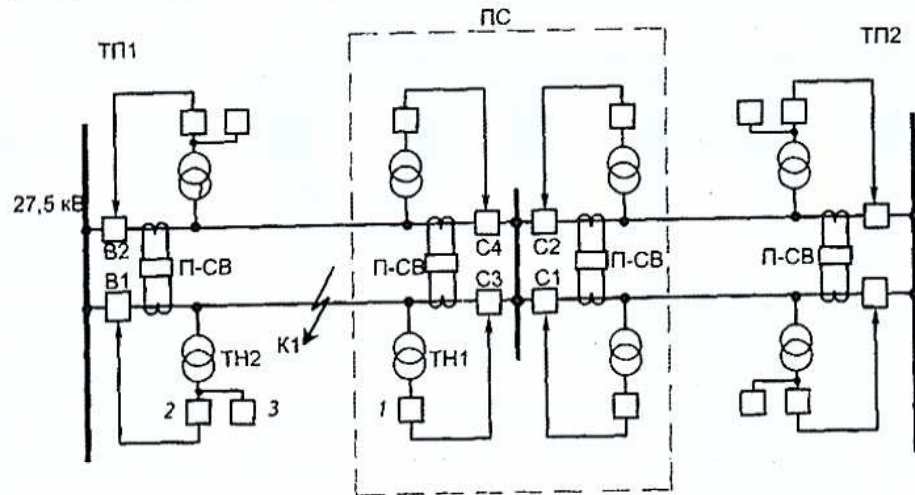 ПС
ТП1
ТП2
27,5 кВ
В2
П-СВ
П-СВ
С4
С2
П-СВ
П-СВ
В1
С3
С1
К1
ТН2
ТН1
2
3
1